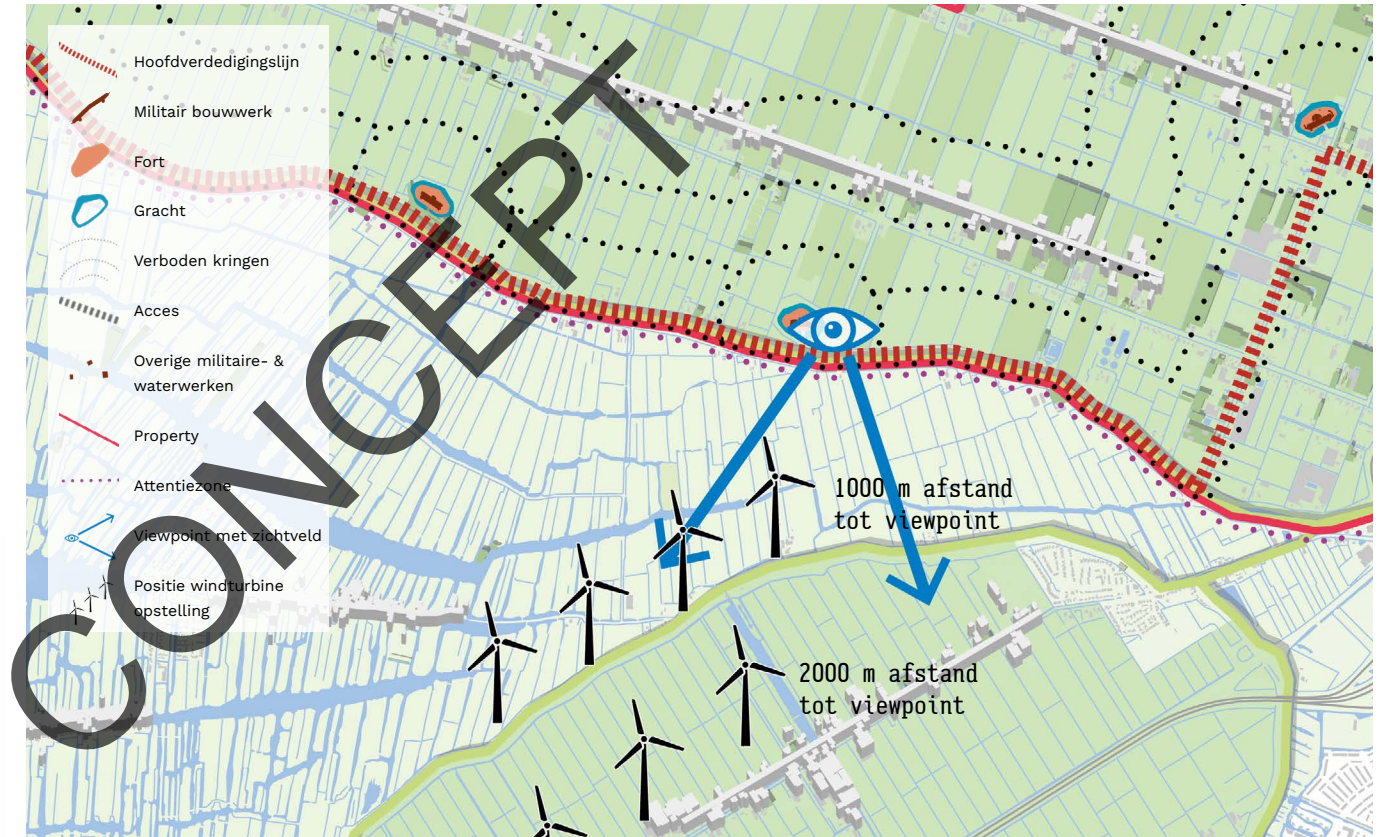 Hoofdverdedigingslijn
Militair bouwwerk
Fort
Gracht
Verboden kringen
Acces
Overige militaire- &
waterwerken
Property
Attentiezone
Viewpoint met zichtveld
Positie windturbine
opstelling
CONCEPT
1000 m afstand
tot viewpoint
2000 m afstand
tot viewpoint